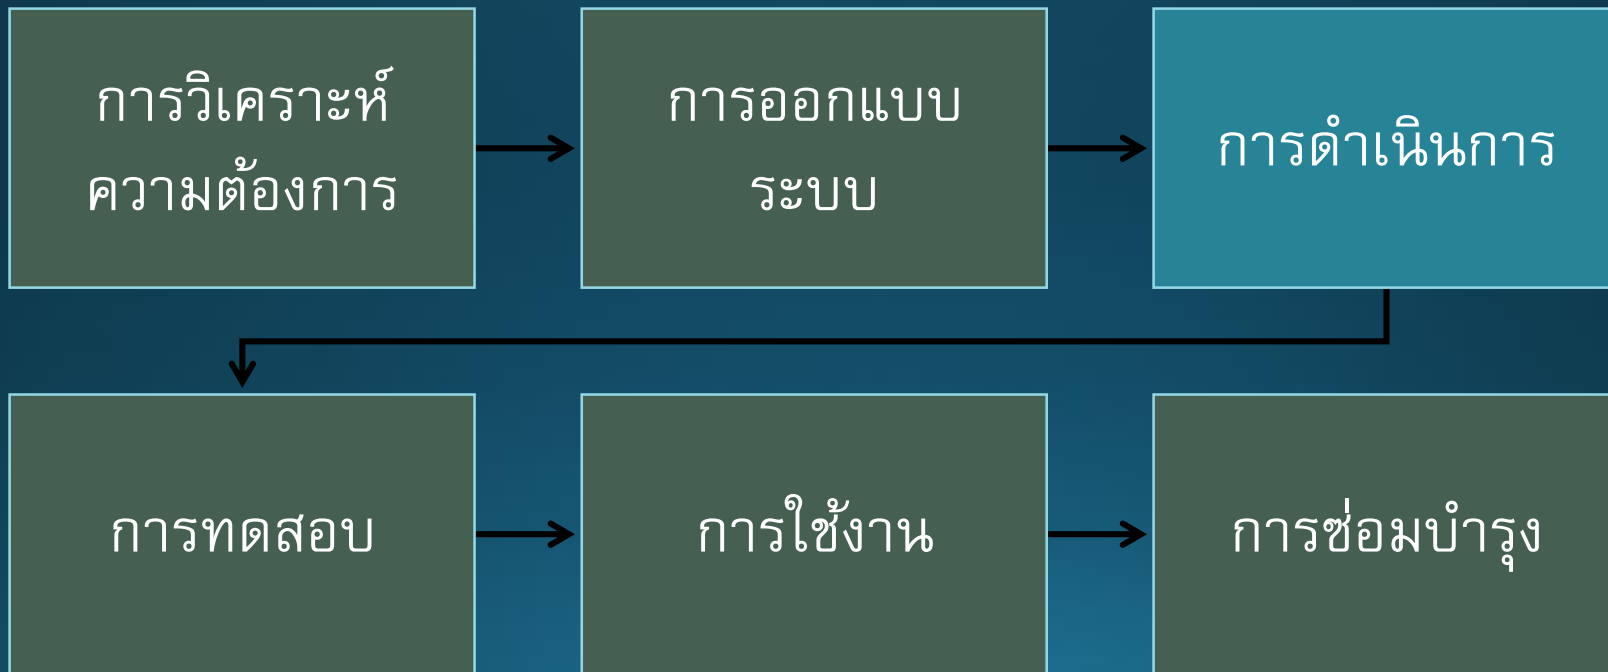 การวิเคราะห์
ความต้องการ
การออกแบบ
ระบบ
การดำเนินการ
การทดสอบ
การใช้งาน
การซ่อมบำรุง